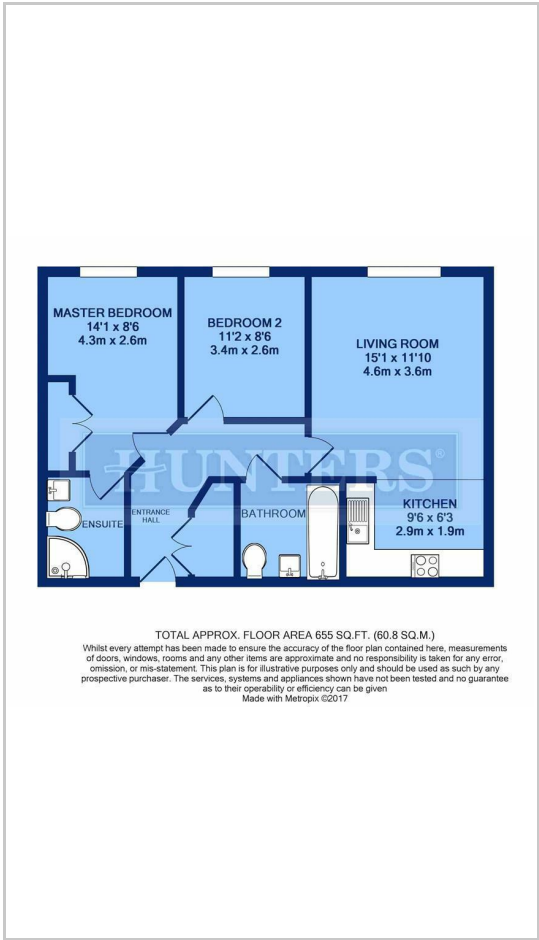 MASTER BEDROOM
14'1 x 8'6
4.3m x 2.6m
BEDROOM 2
11'2 x 8'6
3.4m x 2.6m
LIVING ROOM
15'1 x 11'10
4.6m x 3.6m
HUNTERS®
ENSUITE
ENTRANCE
HALL
BATHROOM
KITCHEN
9'6 x 6'3
2.9m x 1.9m
TOTAL APPROX. FLOOR AREA 655 SQ.FT. (60.8 SQ.M.)
Whilst every attempt has been made to ensure the accuracy of the floor plan contained here, measurements
of doors, windows, rooms and any other items are approximate and no responsibility is taken for any error,
omission, or mis-statement. This plan is for illustrative purposes only and should be used as such by any
prospective purchaser. The services, systems and appliances shown have not been tested and no guarantee
as to their operability or efficiency can be given
Made with Metropix ©2017